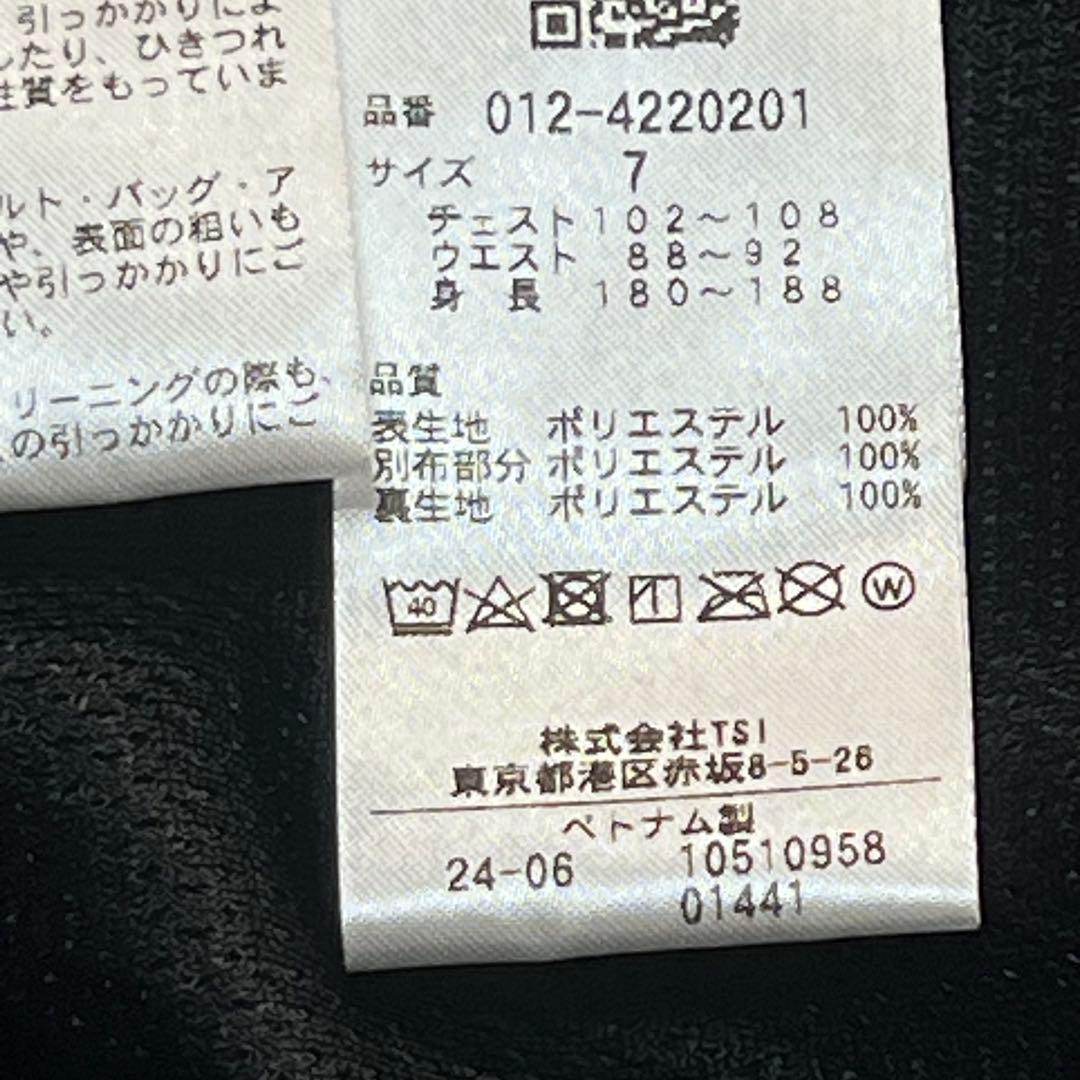 引っかかりによ
したり、ひきつれ
性質をもっていま
ルト・バッグ・ア
や、表面の粗いも
や引っかかりにご
い。
リーニングの際も、
の引っかかりにご
品番 012-4220201
サイズ 7
チェスト 102～108
ウエスト 88～92
身 長 180～188
品質
表生地 ポリエステル 100%
別布部分 ポリエステル 100%
裏生地 ポリエステル 100%
40
W
株式会社TSI
東京都港区赤坂8-5-26
ベトナム製
24-06 10510958
01441